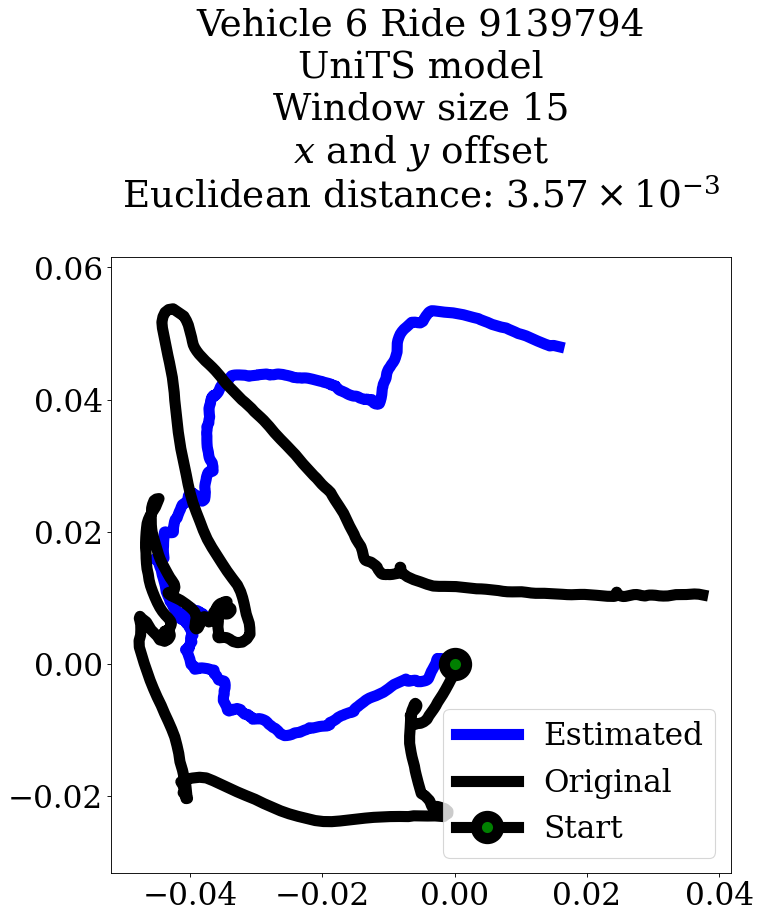 Vehicle 6 Ride 9139794
UniTS model
Window size 15
x and y offset
Euclidean distance: 3.57 × 10⁻³
0.06
0.04
0.02
0.00
−0.02
−0.04
−0.02
0.00
0.02
0.04
Estimated
Original
Start